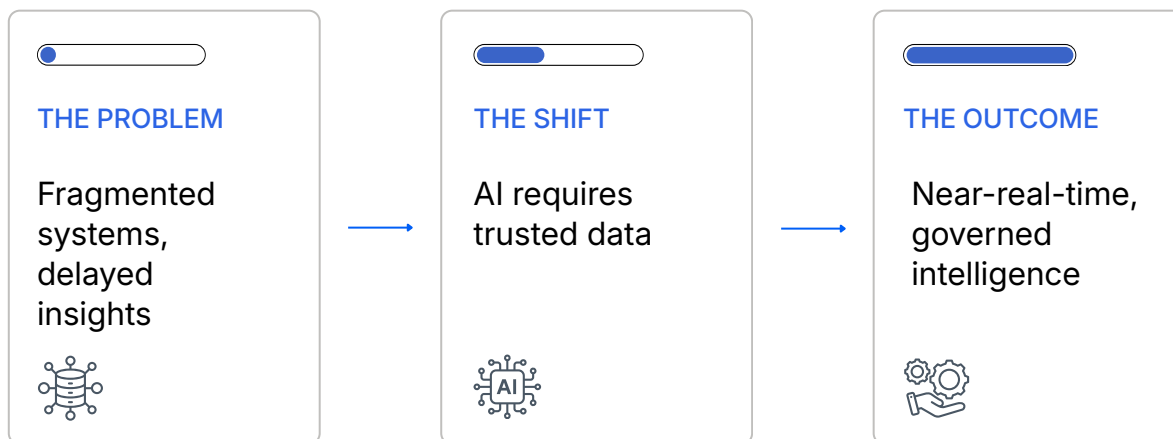 THE PROBLEM
Fragmented
systems,
delayed
insights
THE SHIFT
AI requires
trusted data
AI
THE OUTCOME
Near-real-time,
governed
intelligence